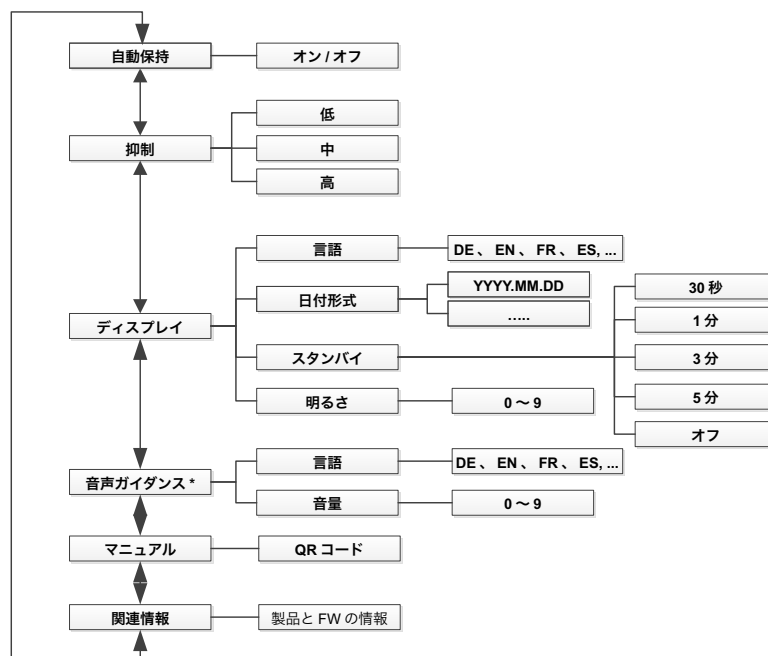 自動保持
オン / オフ
抑制
低
中
高
ディスプレイ
言語
DE 、 EN 、 FR 、 ES, ...
日付形式
YYYY.MM.DD
.....
スタンバイ
30 秒
1 分
3 分
5 分
オフ
明るさ
0 ～ 9
音声ガイダンス *
言語
DE 、 EN 、 FR 、 ES, ...
音量
0 ～ 9
マニュアル
QR コード
関連情報
製品と FW の情報